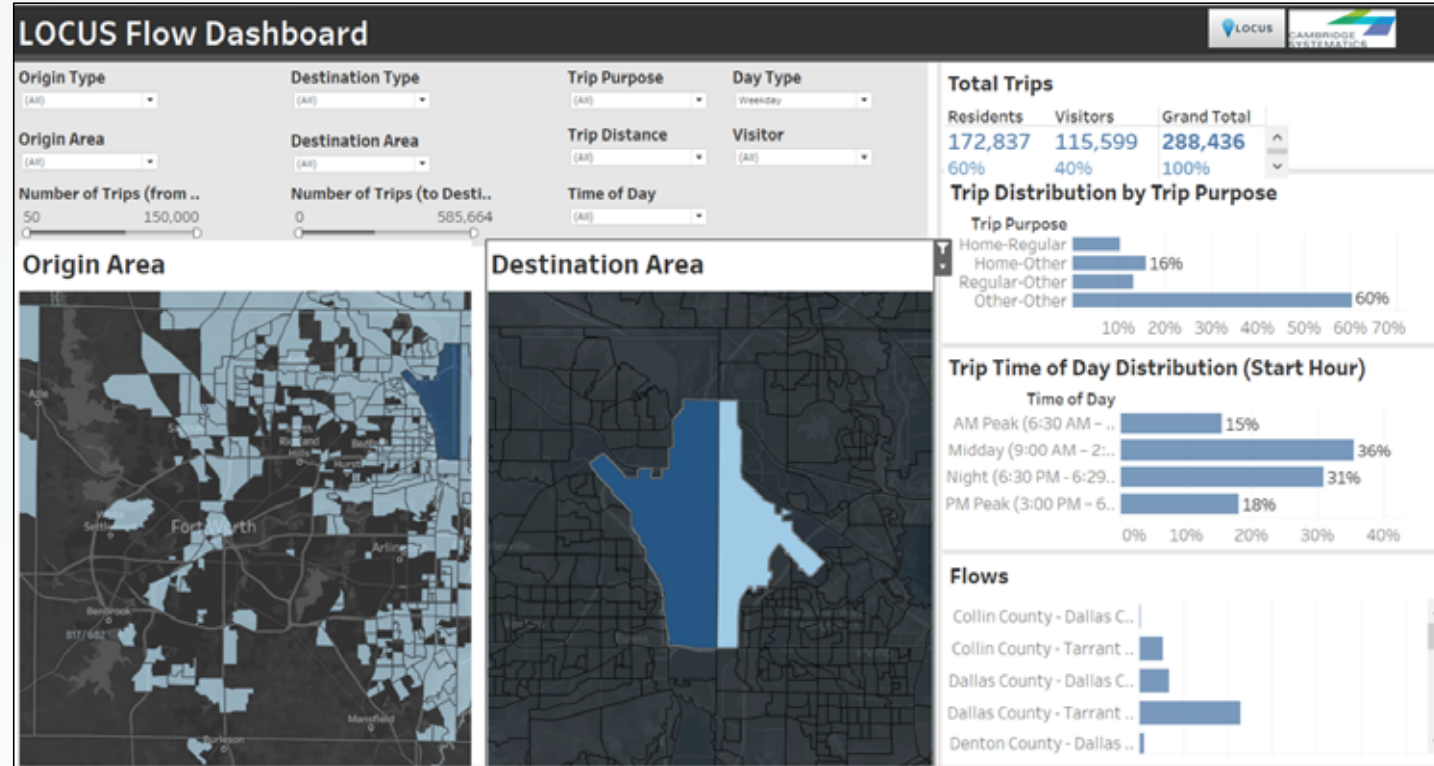 LOCUS Flow Dashboard
LOCUS
CAMBRIDGE
SYSTEMATICS
Origin Type
(All)
Destination Type
(All)
Trip Purpose
(All)
Day Type
Weekday
Origin Area
(All)
Destination Area
(All)
Trip Distance
(All)
Visitor
(All)
Number of Trips (from ..
50 150,000
Number of Trips (to Desti..
0 585,664
Time of Day
(All)
Total Trips
Residents Visitors Grand Total
172,837 115,599 288,436
60% 40% 100%
Trip Distribution by Trip Purpose
Trip Purpose
Home-Regular
Home-Other 16%
Regular-Other
Other-Other 60%
10% 20% 30% 40% 50% 60% 70%
Trip Time of Day Distribution (Start Hour)
Time of Day
AM Peak (6:30 AM – .. 15%
Midday (9:00 AM – 2:.. 36%
Night (6:30 PM - 6:29.. 31%
PM Peak (3:00 PM – 6.. 18%
0% 10% 20% 30% 40%
Flows
Collin County - Dallas C..
Collin County - Tarrant ..
Dallas County - Dallas C..
Dallas County - Tarrant ..
Denton County - Dallas ..
Origin Area
Azle
Hills
Hurst
Fort Worth
Benbrook
817/682
Mansfield
Burleson
Destination Area